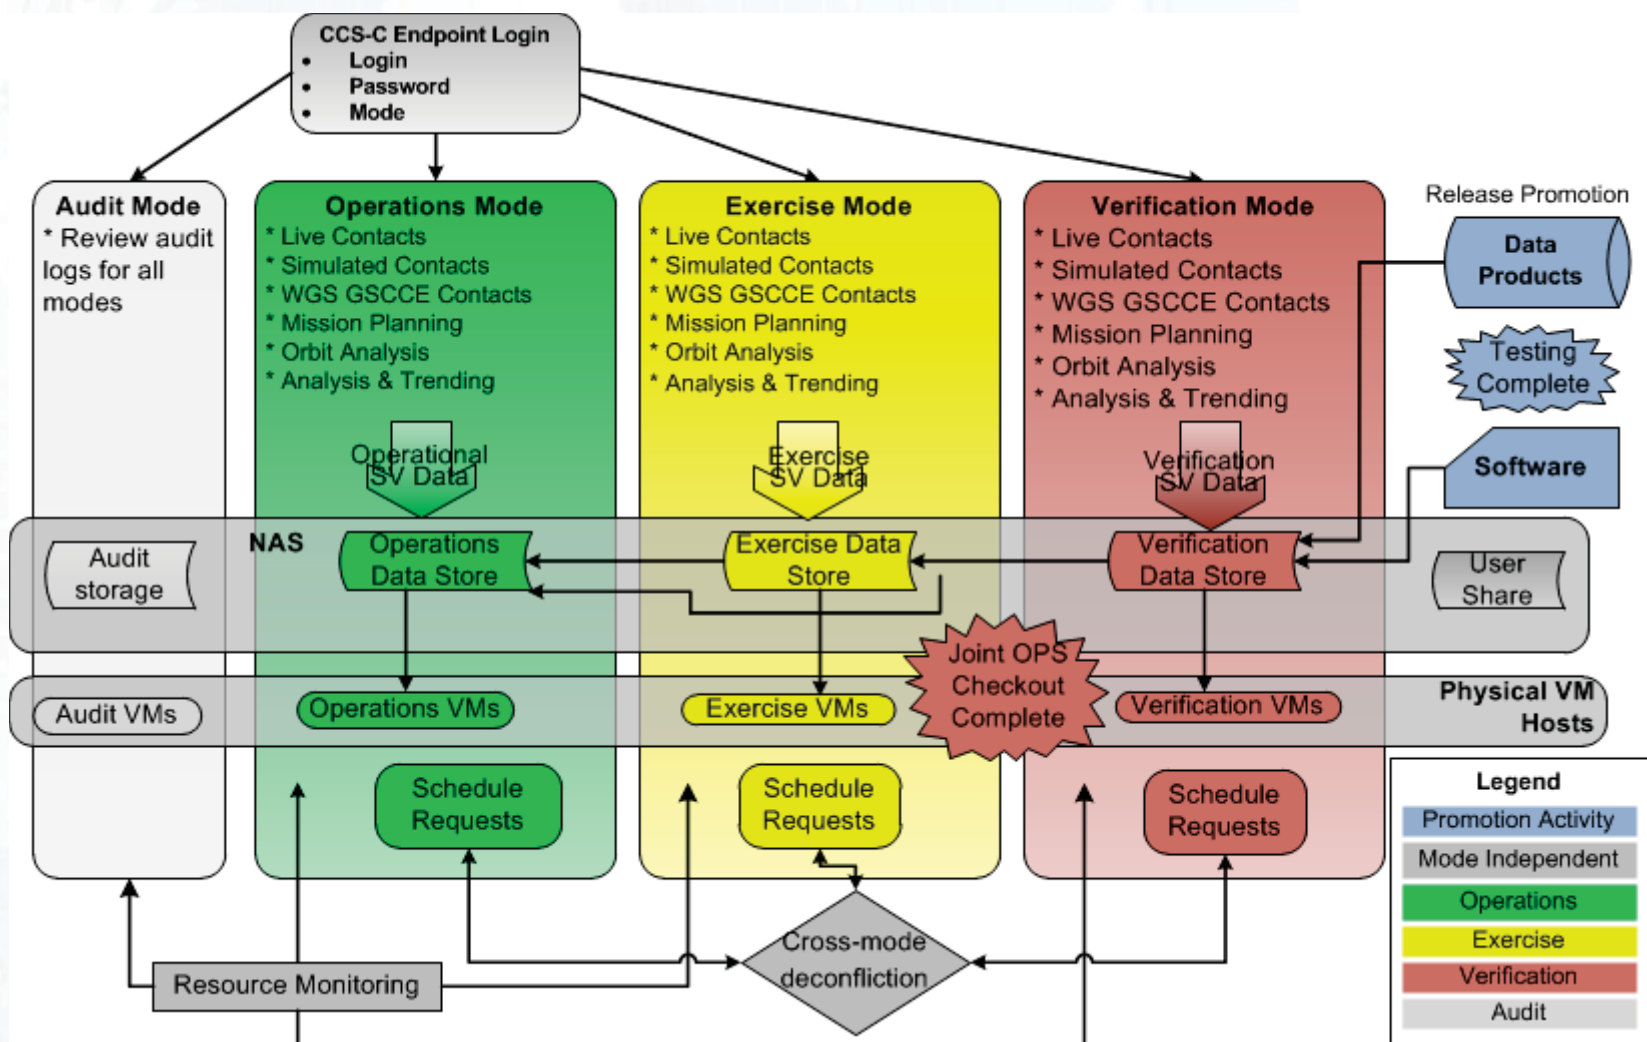 CCS-C Endpoint Login
• Login
• Password
• Mode
Audit Mode
* Review audit
logs for all
modes
Operations Mode
* Live Contacts
* Simulated Contacts
* WGS GSCCE Contacts
* Mission Planning
* Orbit Analysis
* Analysis & Trending
Operational
SV Data
Exercise Mode
* Live Contacts
* Simulated Contacts
* WGS GSCCE Contacts
* Mission Planning
* Orbit Analysis
* Analysis & Trending
Exercise
SV Data
Verification Mode
* Live Contacts
* Simulated Contacts
* WGS GSCCE Contacts
* Mission Planning
* Orbit Analysis
* Analysis & Trending
Verification
SV Data
Release Promotion
Data
Products
Testing
Complete
Software
NAS
Audit
storage
Operations
Data Store
Exercise Data
Store
Verification
Data Store
User
Share
Joint OPS
Checkout
Complete
Physical VM
Hosts
Audit VMs
Operations VMs
Exercise VMs
Verification VMs
Schedule
Requests
Schedule
Requests
Schedule
Requests
Cross-mode
deconfliction
Resource Monitoring
Legend
Promotion Activity
Mode Independent
Operations
Exercise
Verification
Audit